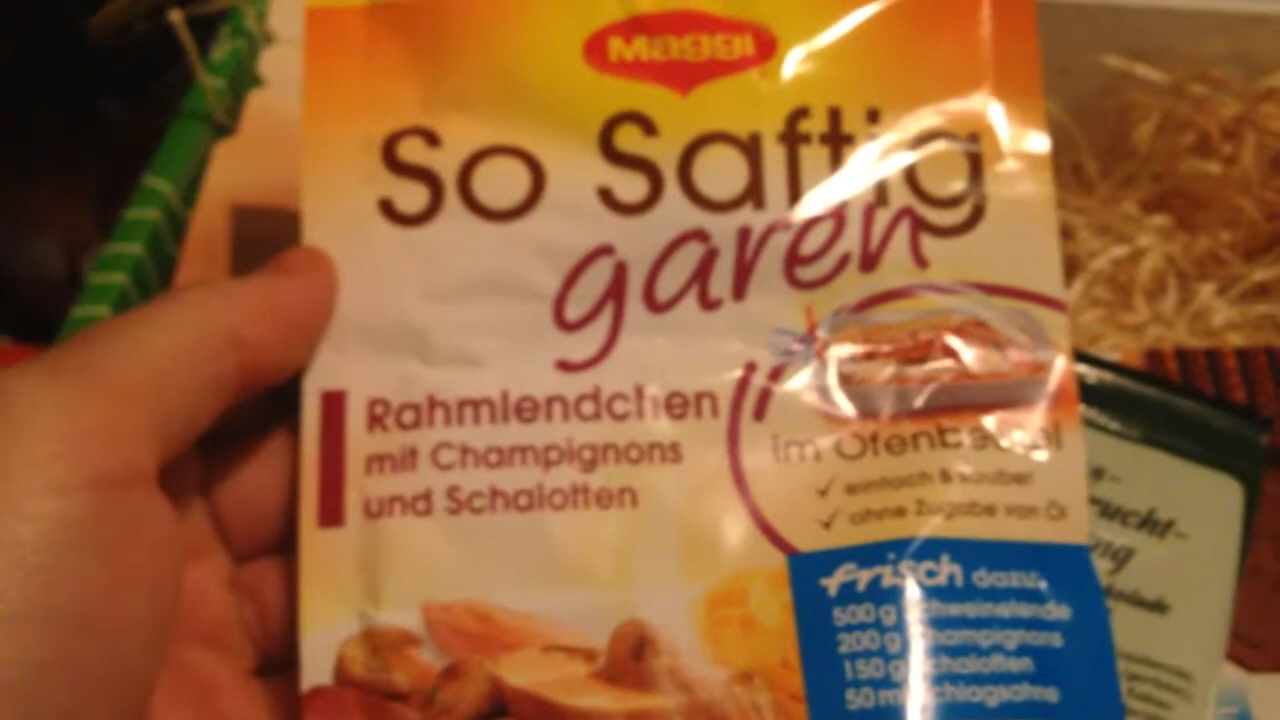 Maggi
So Saftig
garen
Rahmlendchen
mit Champignons
und Schalotten
im Ofenbeutel
✓ einfach & sauber
✓ ohne Zugabe von Öl
frisch dazu:
500 g Schweinelende
200 g Champignons
150 g Schalotten
50 ml Schlagsahne